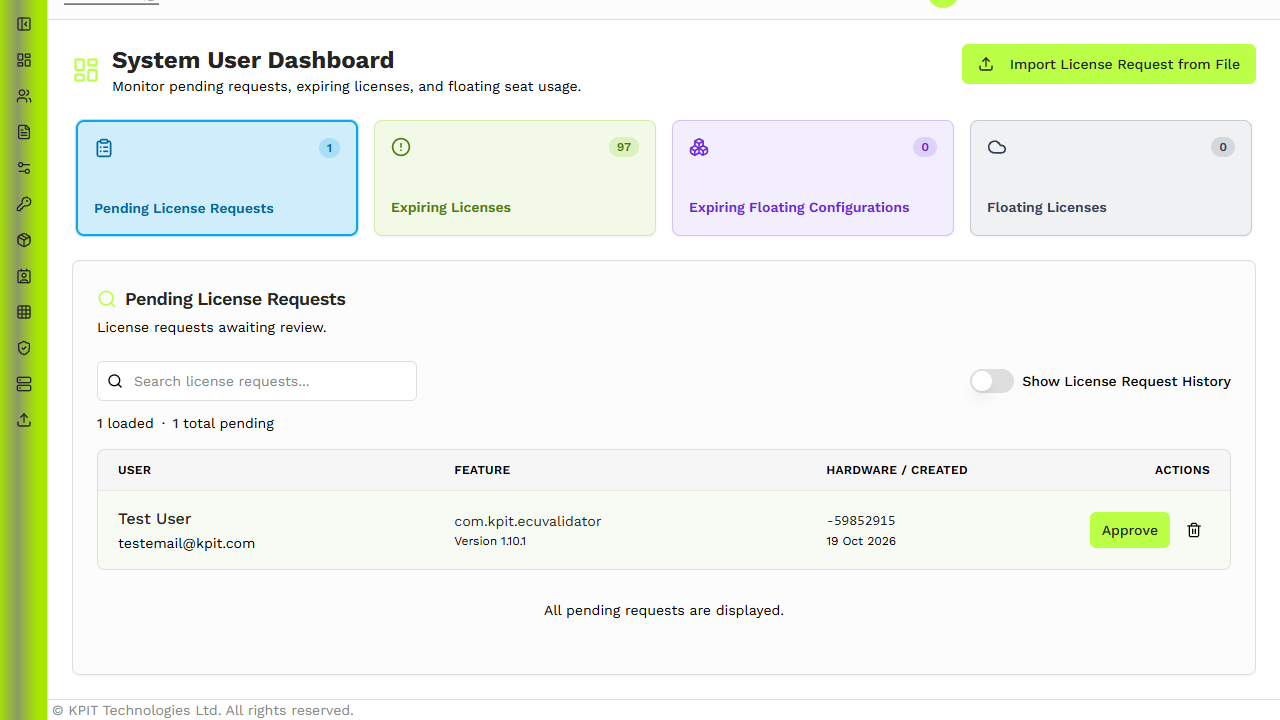 System User Dashboard
Monitor pending requests, expiring licenses, and floating seat usage.
Import License Request from File
1
Pending License Requests
97
Expiring Licenses
0
Expiring Floating Configurations
0
Floating Licenses
Pending License Requests
License requests awaiting review.
Search license requests...
Show License Request History
1 loaded · 1 total pending
USER FEATURE HARDWARE / CREATED ACTIONS
Test User
testemail@kpit.com
com.kpit.ecuvalidator
Version 1.10.1
-59852915
19 Oct 2026
Approve
All pending requests are displayed.
© KPIT Technologies Ltd. All rights reserved.